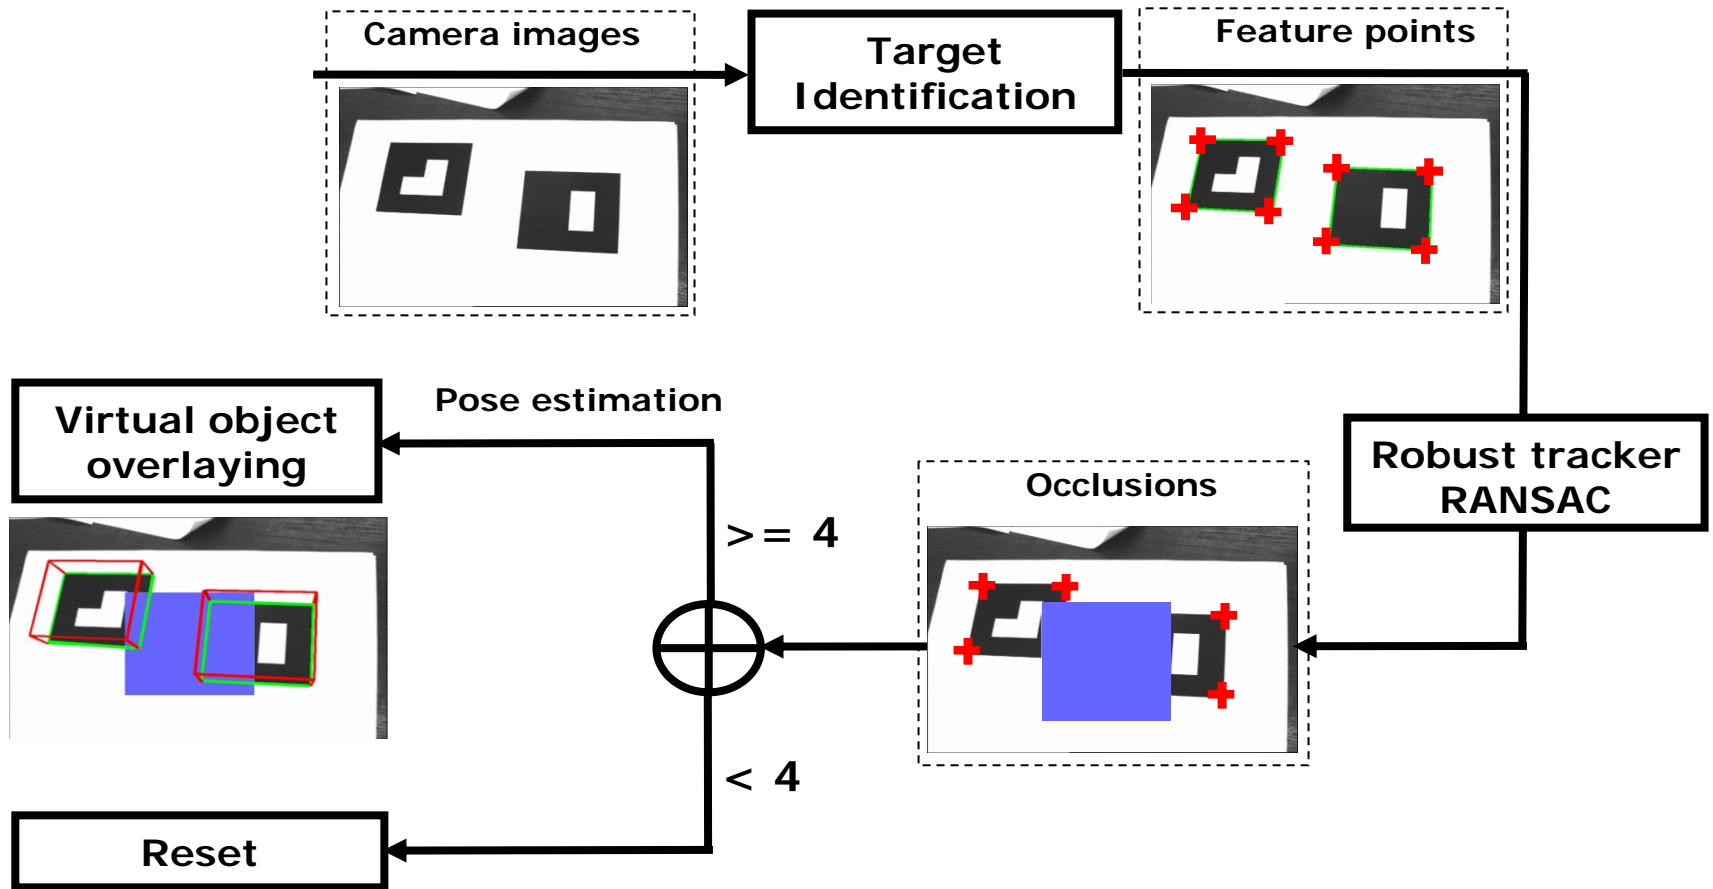 Camera images
Target
Identification
Feature points
Virtual object
overlaying
Pose estimation
Robust tracker
RANSAC
Occlusions
>= 4
< 4
Reset